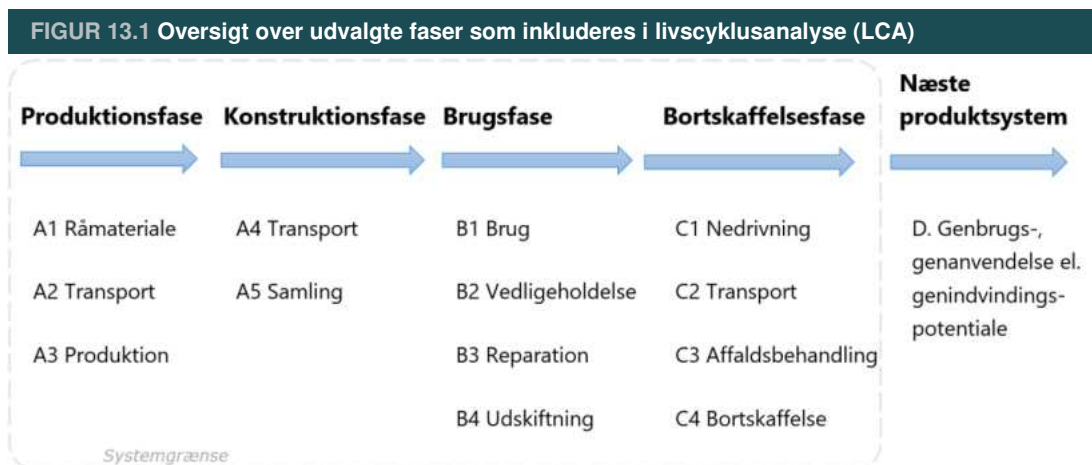 FIGUR 13.1 Oversigt over udvalgte faser som inkluderes i livscyklusanalyse (LCA)
Produktionsfase
A1 Råmateriale
A2 Transport
A3 Produktion
Konstruktionsfase
A4 Transport
A5 Samling
Brugsfase
B1 Brug
B2 Vedligeholdelse
B3 Reparation
B4 Udskiftning
Bortskaffelsesfase
C1 Nedrivning
C2 Transport
C3 Affaldsbehandling
C4 Bortskaffelse
Næste
produktsystem
D. Genbrugs-,
genanvendelse el.
genindvindings-
potentiale
Systemgrænse